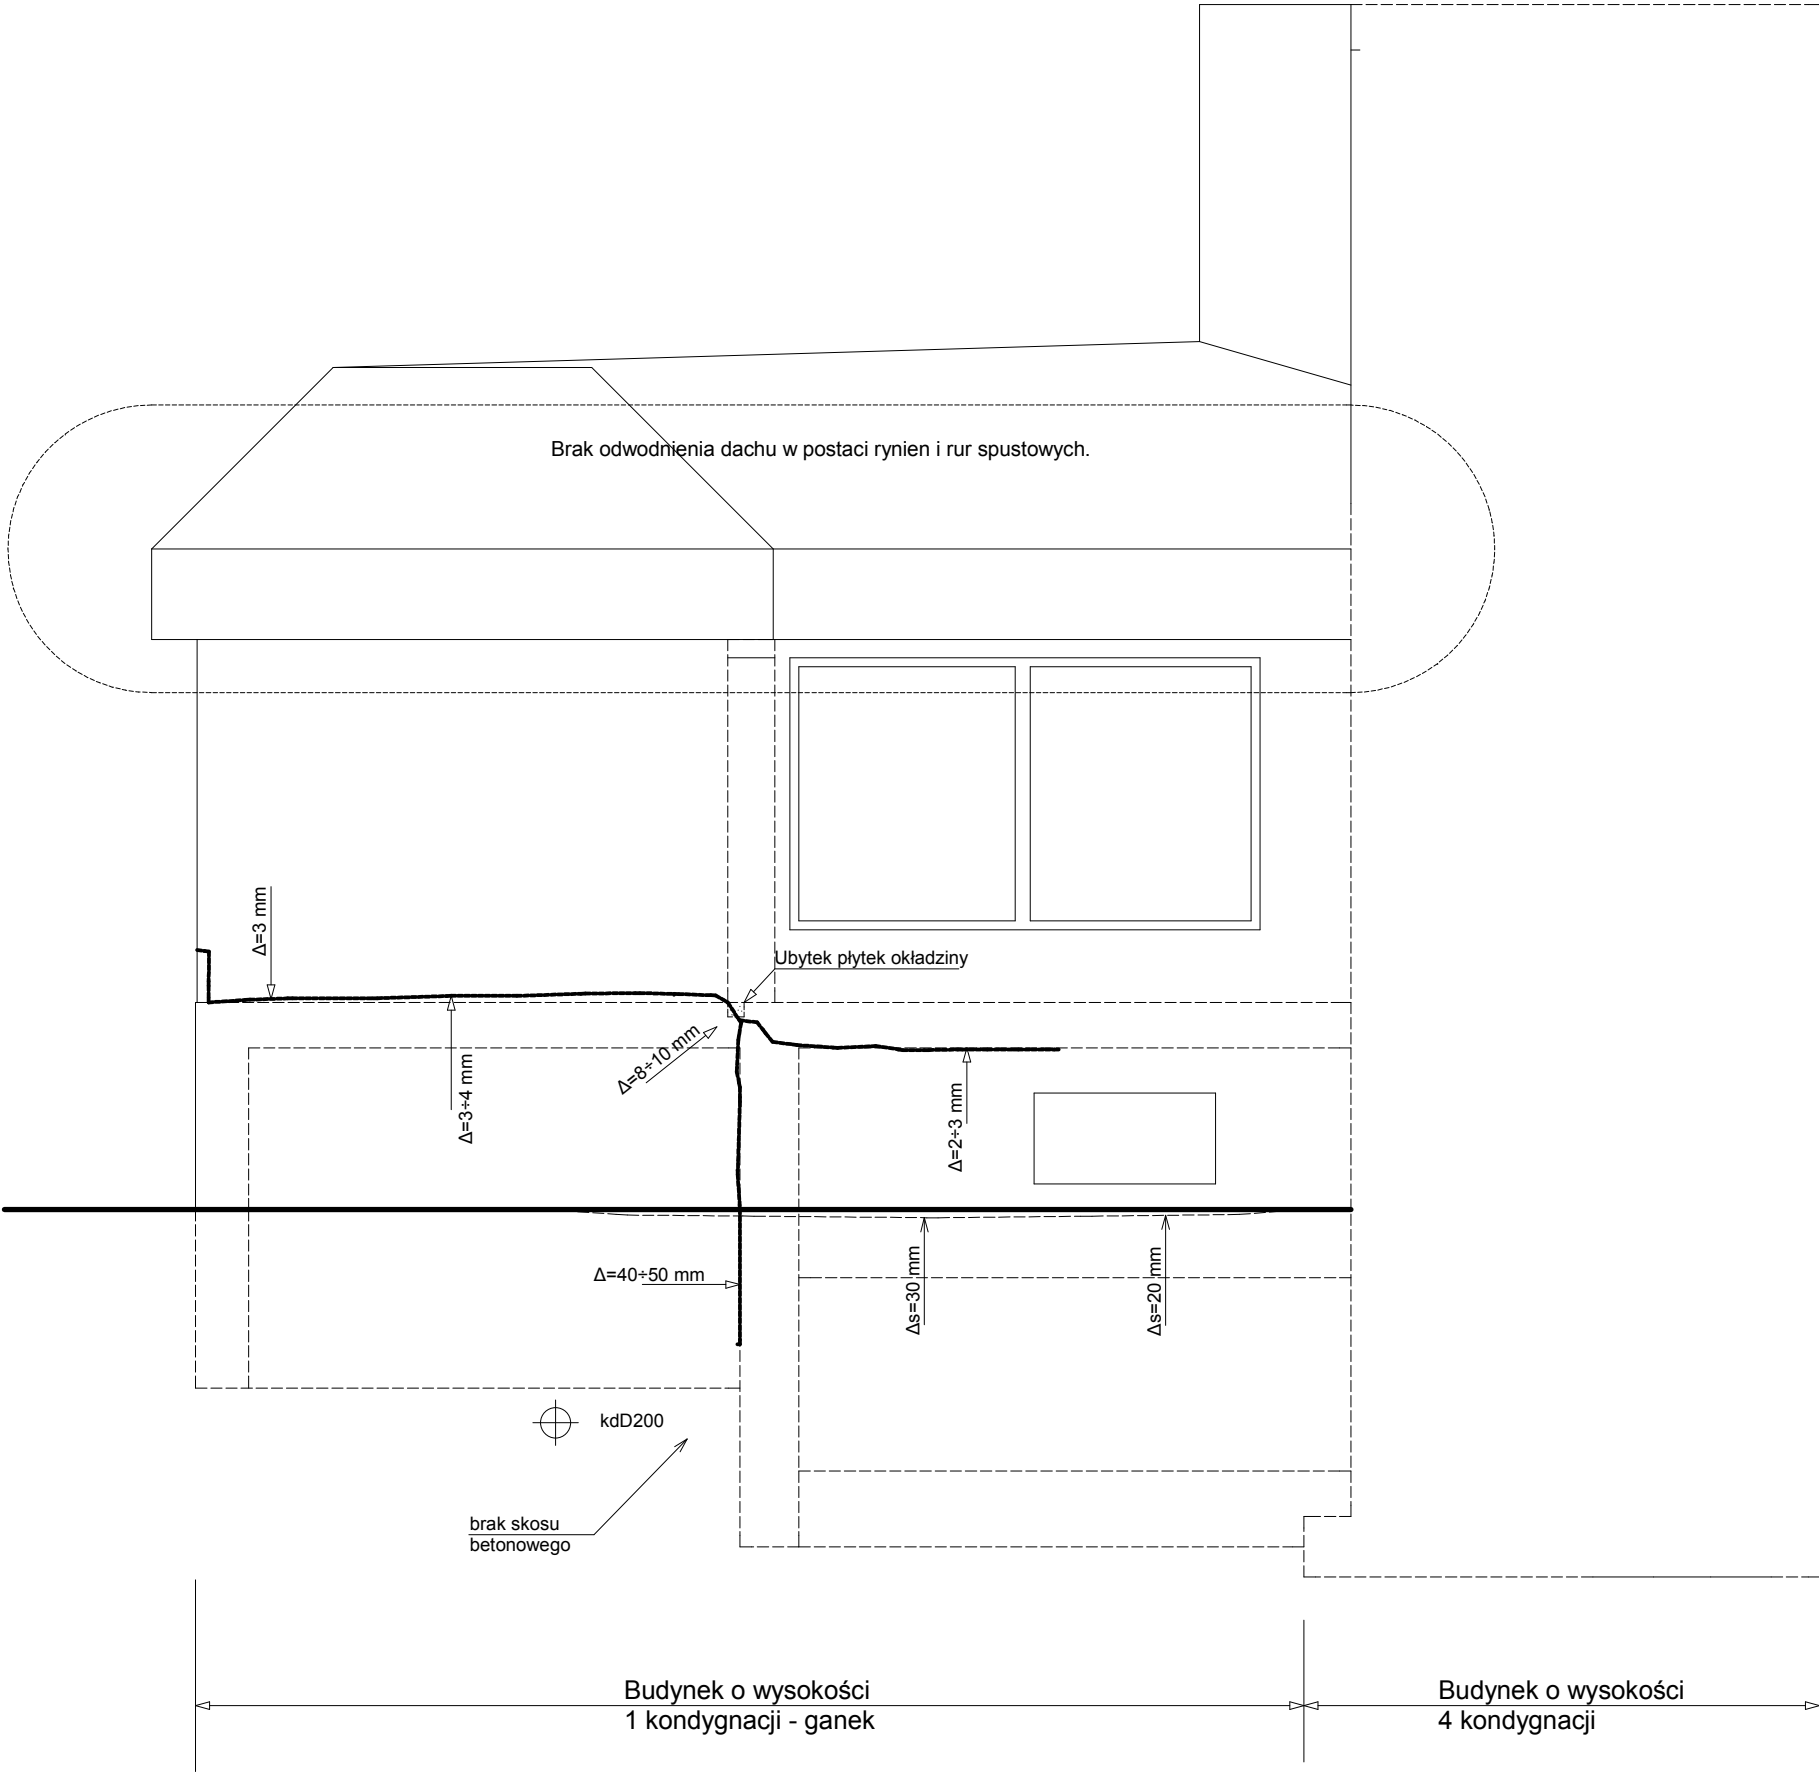 Brak odwodnienia dachu w postaci rynien i rur spustowych.
Δ=3 mm
Ubytek płytek okładziny
Δ=8÷10 mm
Δ=3÷4 mm
Δ=2÷3 mm
Δ=40÷50 mm
Δs=30 mm
Δs=20 mm
kdD200
brak skosu
betonowego
Budynek o wysokości
1 kondygnacji - ganek
Budynek o wysokości
4 kondygnacji